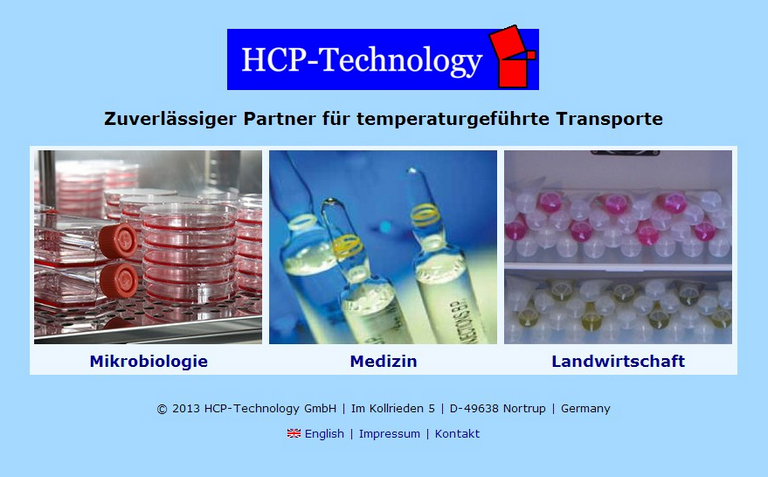 HCP-Technology
Zuverlässiger Partner für temperaturgeführte Transporte
Mikrobiologie
Medizin
Landwirtschaft
© 2013 HCP-Technology GmbH | Im Kollrieden 5 | D-49638 Nortrup | Germany
English | Impressum | Kontakt